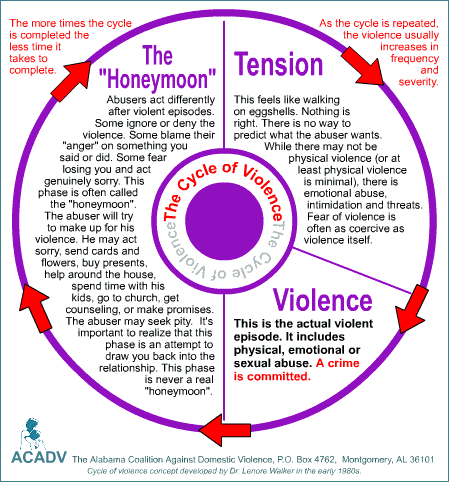 The more times the cycle
is completed the
less time it
takes to
complete.
As the cycle is repeated,
the violence usually
increases in
frequency
and
severity.
The
"Honeymoon"
Abusers act differently
after violent episodes.
Some ignore or deny the
violence. Some blame their
"anger" on something you
said or did. Some fear
losing you and act
genuinely sorry. This
phase is often called
the "honeymoon".
The abuser will try
to make up for his
violence. He may act
sorry, send cards and
flowers, buy presents,
help around the house,
spend time with his
kids, go to church, get
counseling, or make promises.
The abuser may seek pity. It's
important to realize that this
phase is an attempt to
draw you back into the
relationship. This phase
is never a real
"honeymoon".
Tension
This feels like walking
on eggshells. Nothing is
right. There is no way to
predict what the abuser wants.
While there may not be
physical violence (or at
least physical violence
is minimal), there is
emotional abuse,
intimidation and threats.
Fear of violence is
often as coercive as
violence itself.
The Cycle of Violence
The Cycle of Violence
Violence
This is the actual violent
episode. It includes
physical, emotional or
sexual abuse. A crime
is committed.
ACADV
The Alabama Coalition Against Domestic Violence, P.O. Box 4762, Montgomery, AL 36101
Cycle of violence concept developed by Dr. Lenore Walker in the early 1980s.